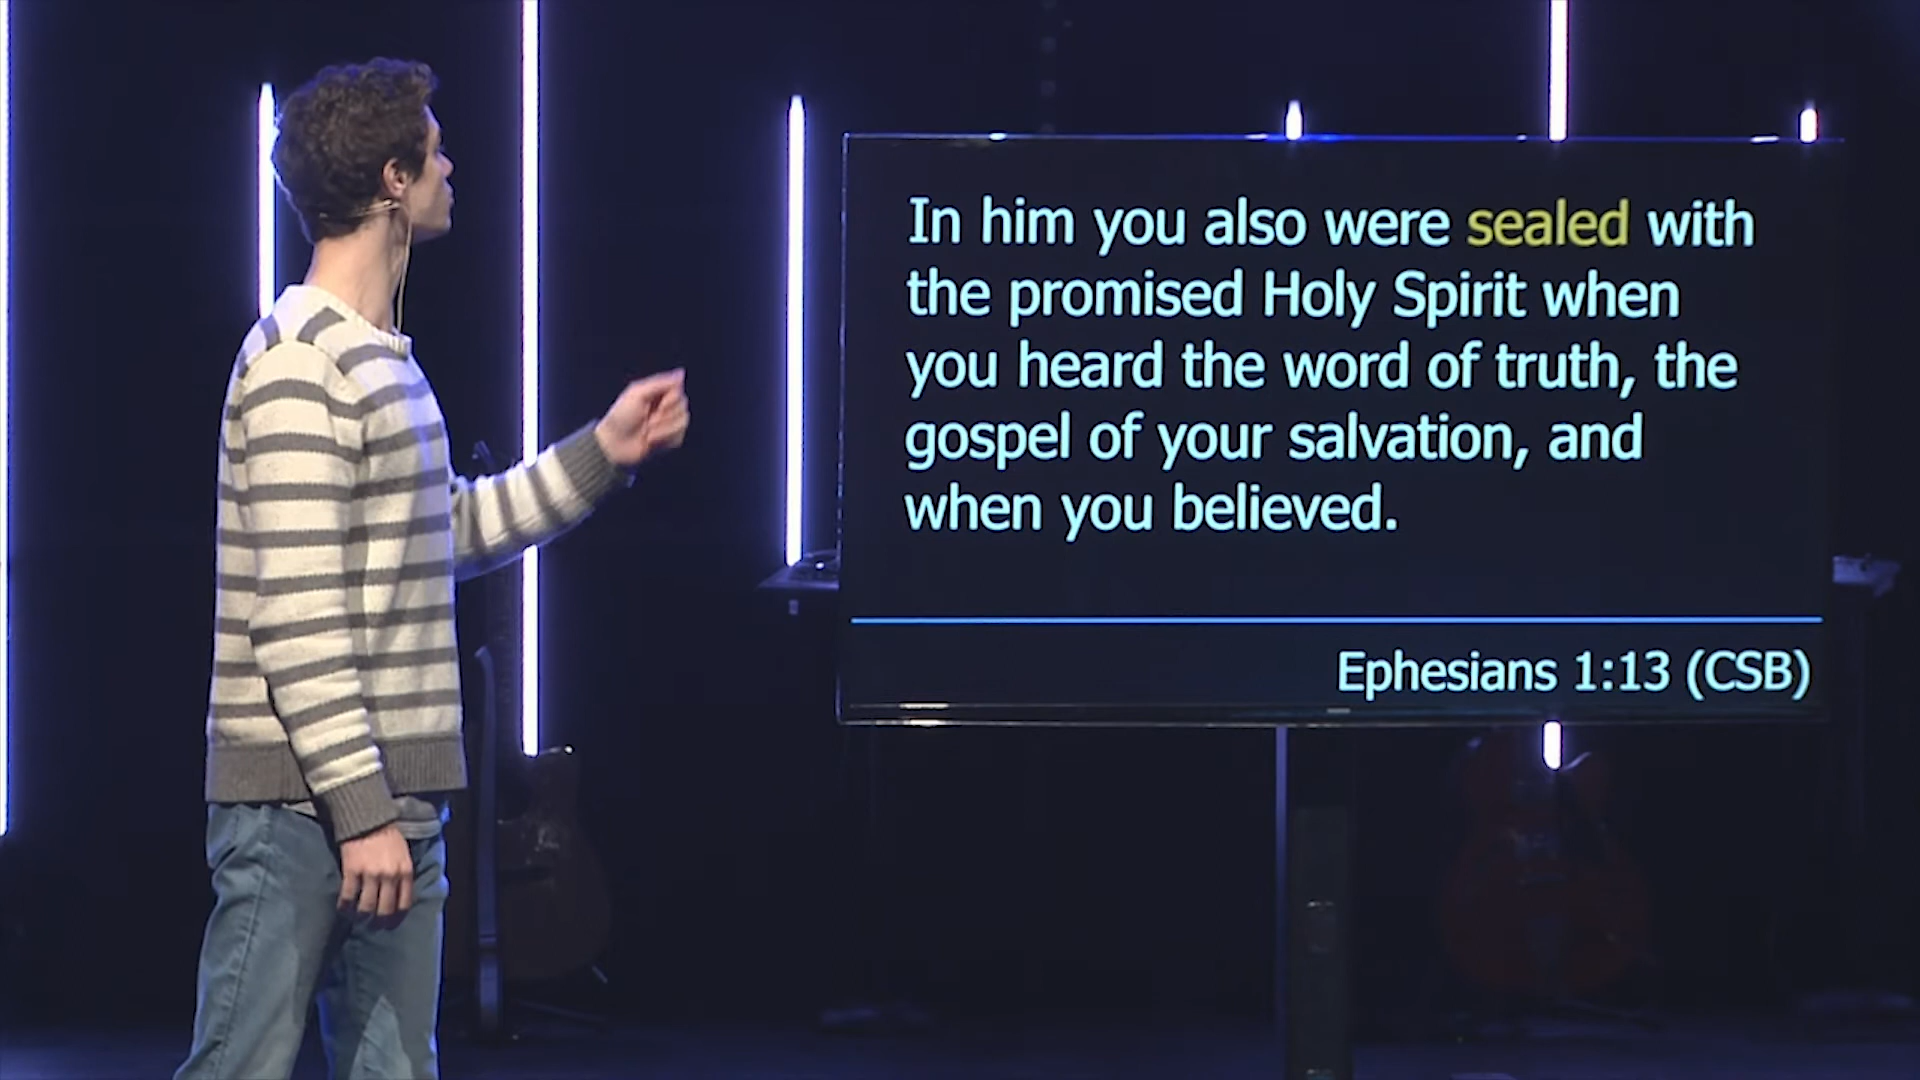 In him you also were sealed with
the promised Holy Spirit when
you heard the word of truth, the
gospel of your salvation, and
when you believed.
Ephesians 1:13 (CSB)